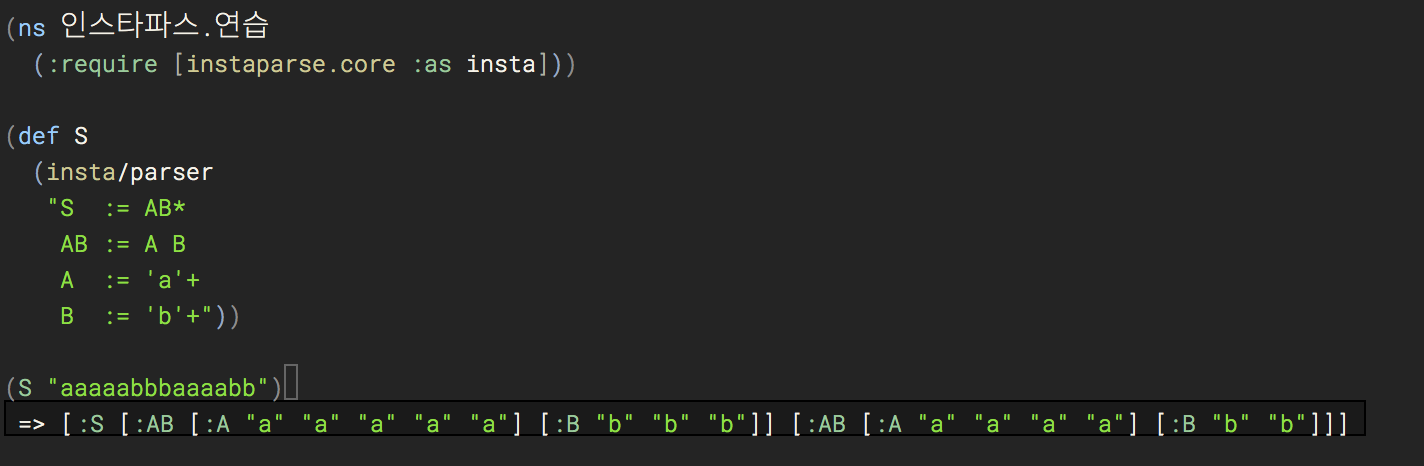 (ns 인스타파스.연습
  (:require [instaparse.core :as insta]))
(def S
  (insta/parser
   "S  := AB*
    AB := A B
    A  := 'a'+
    B  := 'b'+"))
(S "aaaaabbbaaaabb")
=> [:S [:AB [:A "a" "a" "a" "a" "a"] [:B "b" "b" "b"]] [:AB [:A "a" "a" "a" "a"] [:B "b" "b"]]]